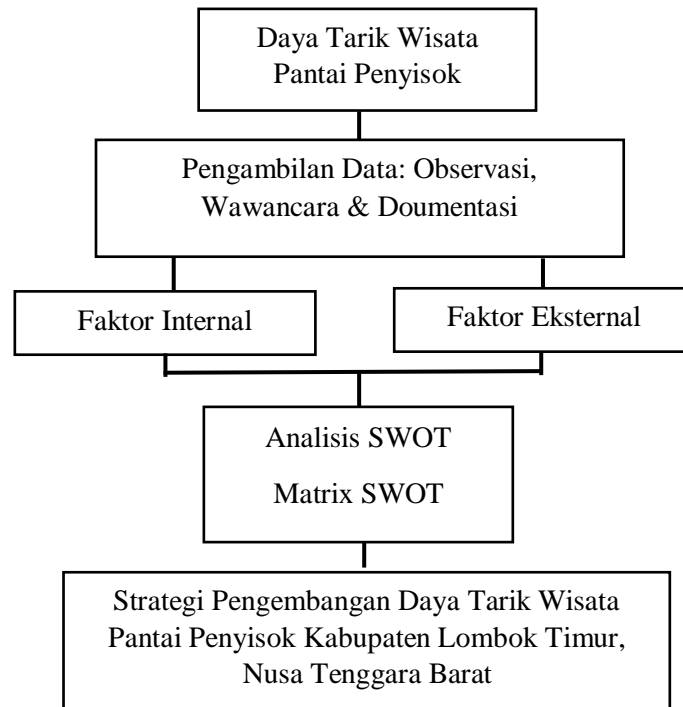 Daya Tarik Wisata
Pantai Penyisok
Pengambilan Data: Observasi,
Wawancara & Doumentasi
Faktor Internal
Faktor Eksternal
Analisis SWOT
Matrix SWOT
Strategi Pengembangan Daya Tarik Wisata
Pantai Penyisok Kabupaten Lombok Timur,
Nusa Tenggara Barat